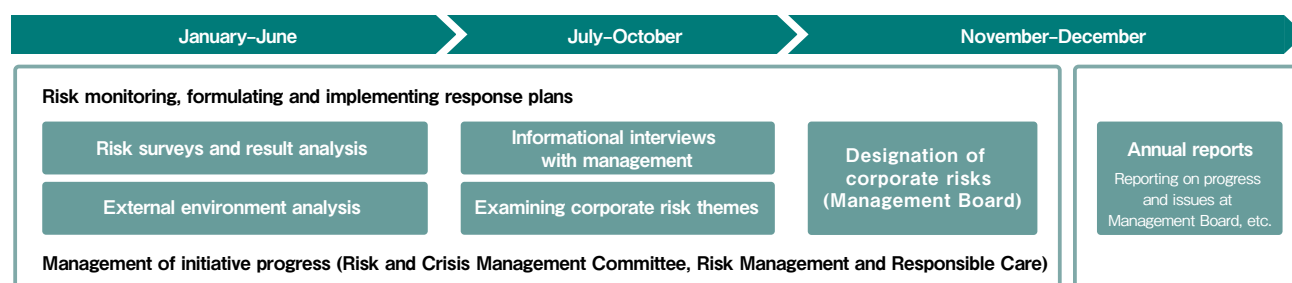 January–June
July–October
November–December
Risk monitoring, formulating and implementing response plans
Risk surveys and result analysis
External environment analysis
Informational interviews
with management
Examining corporate risk themes
Designation of
corporate risks
(Management Board)
Annual reports
Reporting on progress
and issues at
Management Board, etc.
Management of initiative progress (Risk and Crisis Management Committee, Risk Management and Responsible Care)